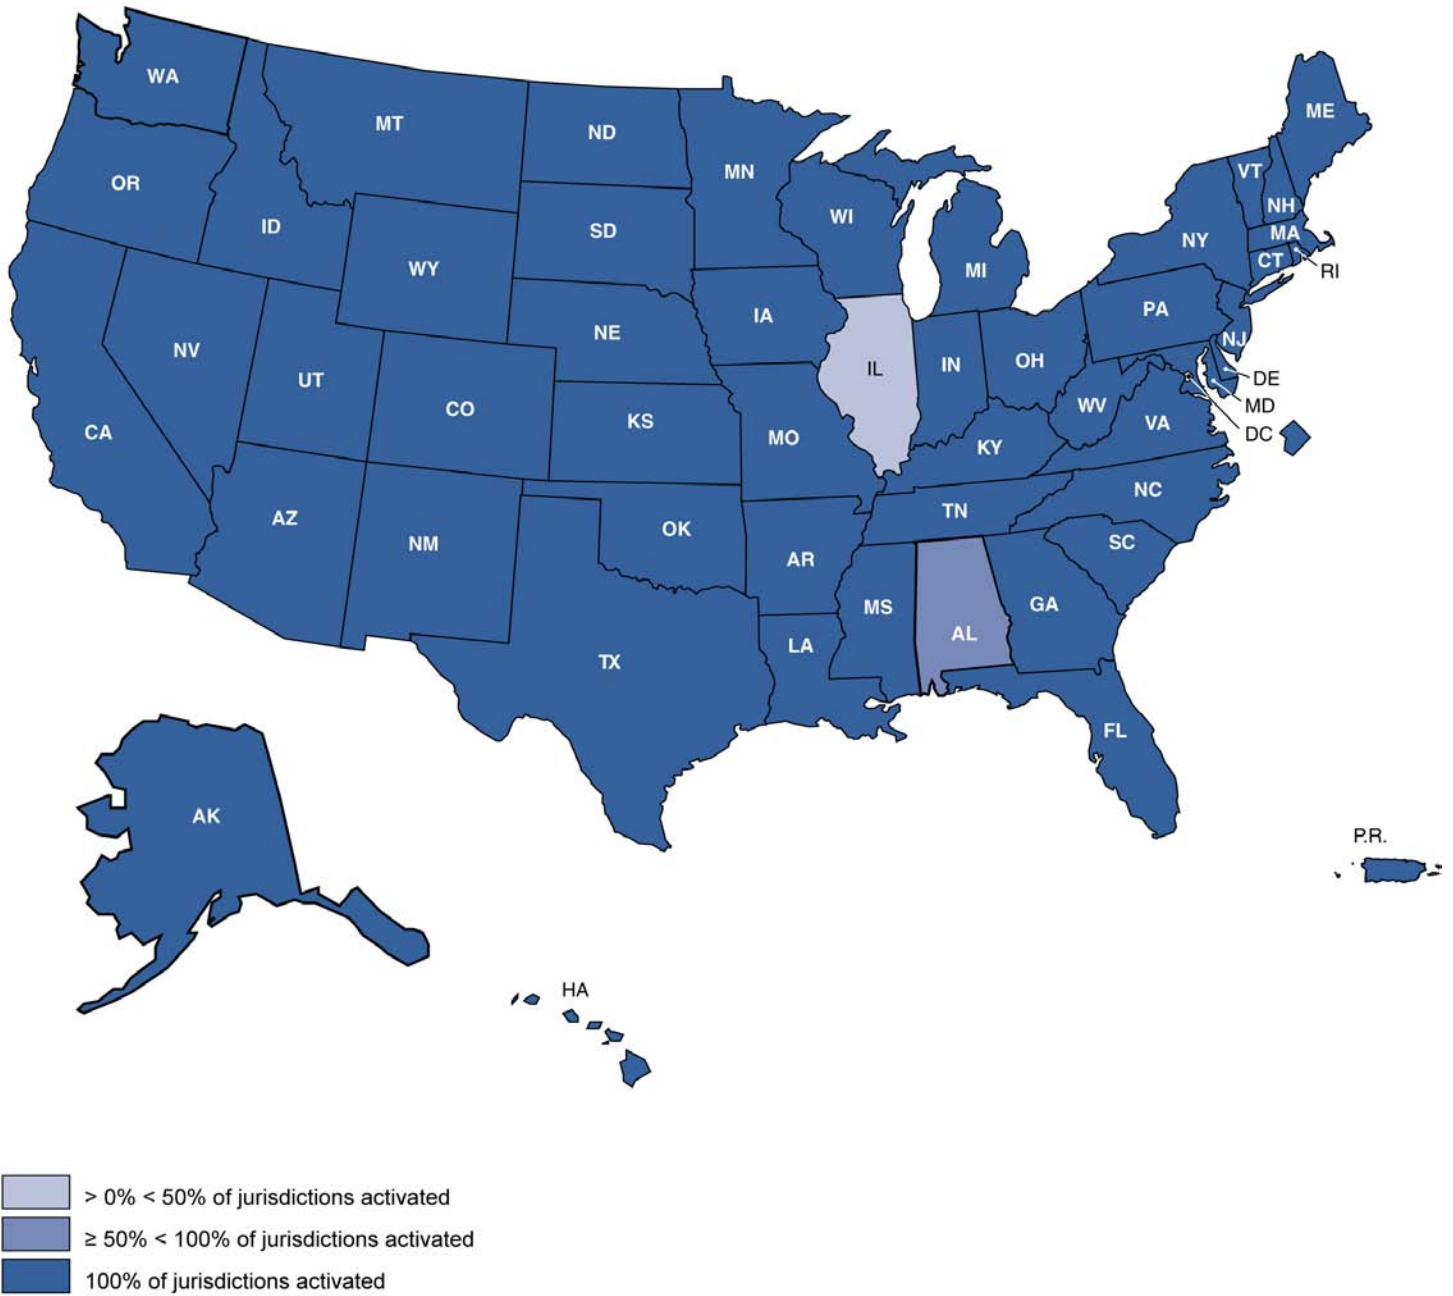 WA
MT
ND
MN
ME
OR
ID
SD
WI
VT
NH
WY
MI
NY
MA
CT
RI
IA
NE
PA
NV
UT
IL
IN
OH
NJ
CO
DE
MD
CA
KS
MO
WV
VA
DC
KY
AZ
NM
OK
TN
NC
AR
SC
MS
AL
GA
TX
LA
FL
AK
P.R.
HA
> 0% < 50% of jurisdictions activated
≥ 50% < 100% of jurisdictions activated
100% of jurisdictions activated